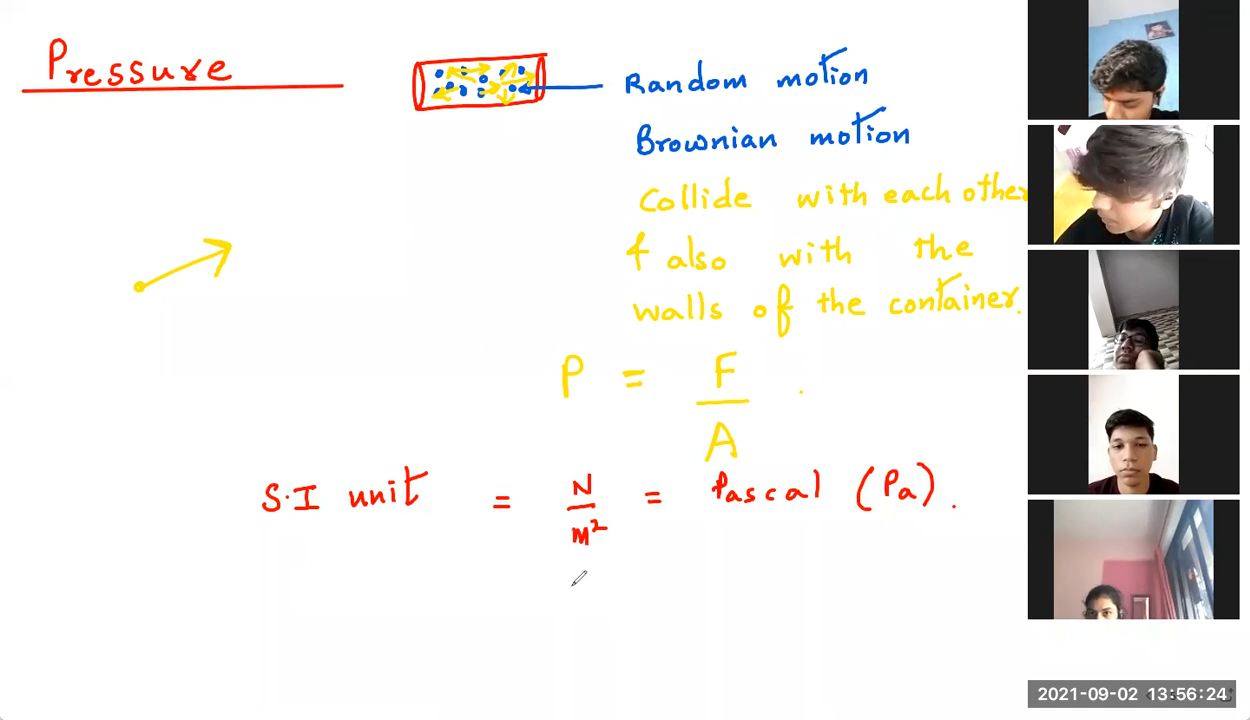 Pressure
Random motion
Brownian motion
Collide with each other
& also with the
walls of the container.
P = F / A .
S.I unit = N / m² = Pascal (Pa).
2021-09-02 13:56:24